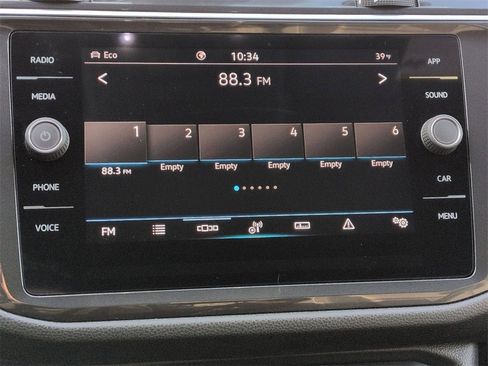 RADIO
MEDIA
PHONE
VOICE
Eco 10:34 39°F
< 88.3 FM >
1 2 3 4 5 6
88.3 FM Empty Empty Empty Empty Empty
FM
APP
SOUND
CAR
MENU